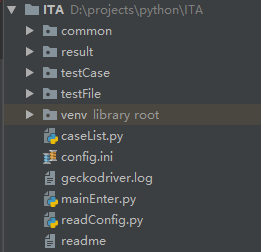 ITA D:\projects\python\ITA
common
result
testCase
testFile
venv library root
caseList.py
config.ini
geckodriver.log
mainEnter.py
readConfig.py
readme